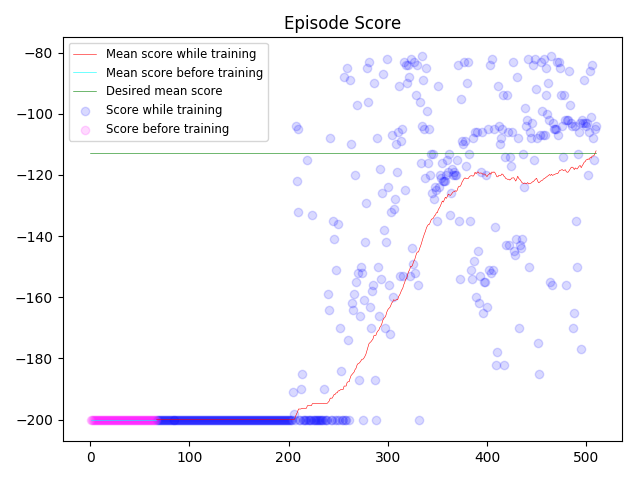 Episode Score
Mean score while training
Mean score before training
Desired mean score
Score while training
Score before training
−80
−100
−120
−140
−160
−180
−200
0
100
200
300
400
500